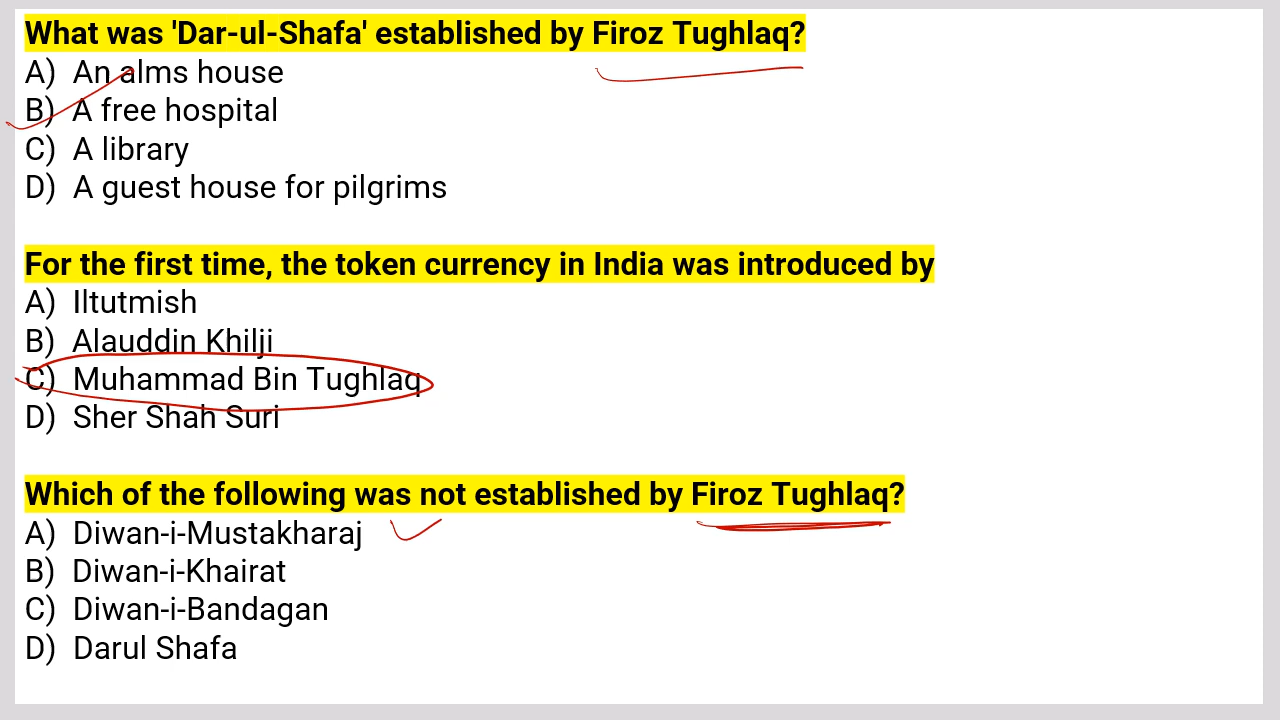 What was 'Dar-ul-Shafa' established by Firoz Tughlaq?
A) An alms house
B) A free hospital
C) A library
D) A guest house for pilgrims
For the first time, the token currency in India was introduced by
A) Iltutmish
B) Alauddin Khilji
C) Muhammad Bin Tughlaq
D) Sher Shah Suri
Which of the following was not established by Firoz Tughlaq?
A) Diwan-i-Mustakharaj
B) Diwan-i-Khairat
C) Diwan-i-Bandagan
D) Darul Shafa